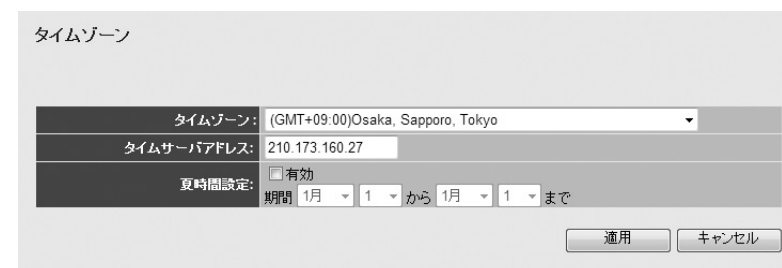 タイムゾーン
タイムゾーン: (GMT+09:00)Osaka, Sapporo, Tokyo
タイムサーバアドレス: 210.173.160.27
夏時間設定: 有効
期間 1月 1 から 1月 1 まで
適用 キャンセル